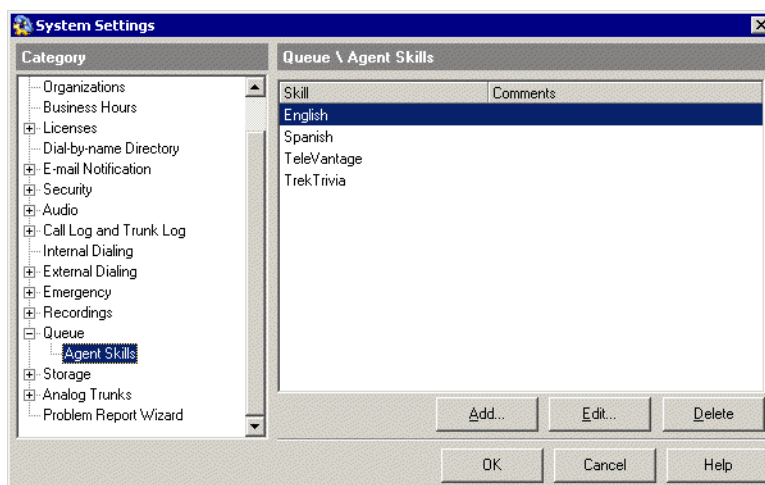 System Settings
Category
Organizations
Business Hours
Licenses
Dial-by-name Directory
E-mail Notification
Security
Audio
Call Log and Trunk Log
Internal Dialing
External Dialing
Emergency
Recordings
Queue
Agent Skills
Storage
Analog Trunks
Problem Report Wizard
Queue \ Agent Skills
Skill Comments
English
Spanish
TeleVantage
TrekTrivia
Add... Edit... Delete
OK Cancel Help